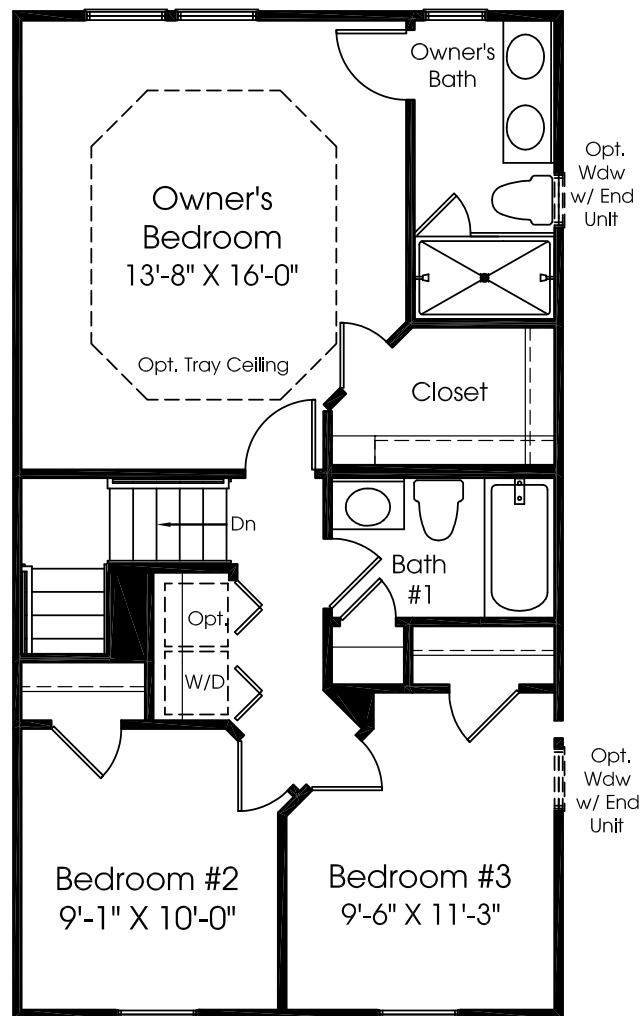 Owner's
Bath
Opt.
Wdw
w/ End
Unit
Owner's
Bedroom
13'-8" X 16'-0"
Opt. Tray Ceiling
Closet
Dn
Bath
#1
Opt.
W/D
Opt.
Wdw
w/ End
Unit
Bedroom #2
9'-1" X 10'-0"
Bedroom #3
9'-6" X 11'-3"